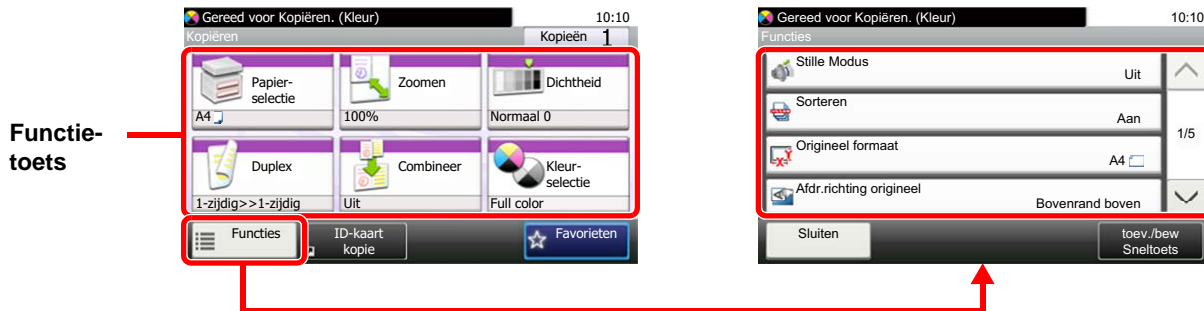 Gereed voor Kopiëren. (Kleur) 10:10
Kopiëren Kopieën 1
Papier-
selectie
A4
Zoomen
100%
Dichtheid
Normaal 0
Duplex
1-zijdig>>1-zijdig
Combineer
Uit
Kleur-
selectie
Full color
Functies
ID-kaart
kopie
Favorieten
Functie-
toets
Gereed voor Kopiëren. (Kleur) 10:10
Functies
Stille Modus
Uit
Sorteren
Aan
1/5
Origineel formaat
A4
Afdr.richting origineel
Bovenrand boven
Sluiten
toev./bew
Sneltoets